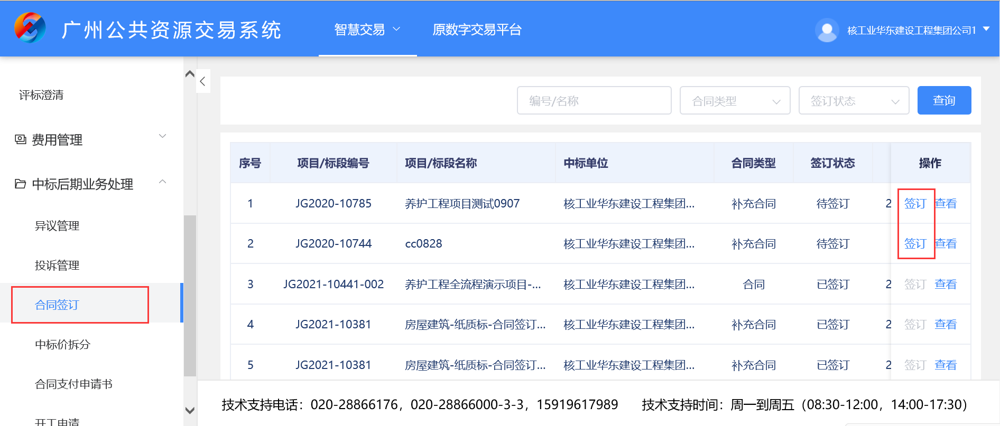 广州公共资源交易系统 智慧交易 原数字交易平台 核工业华东建设工程集团公司1
评标澄清
费用管理
中标后期业务处理
异议管理
投诉管理
合同签订
中标价拆分
合同支付申请书
开工申请
编号/名称 合同类型 签订状态 查询
序号 项目/标段编号 项目/标段名称 中标单位 合同类型 签订状态 操作
1 JG2020-10785 养护工程项目测试0907 核工业华东建设工程集团... 补充合同 待签订 2 签订 查看
2 JG2020-10744 cc0828 核工业华东建设工程集团... 补充合同 待签订 签订 查看
3 JG2021-10441-002 养护工程全流程演示项目-... 核工业华东建设工程集团... 合同 已签订 2 签订 查看
4 JG2021-10381 房屋建筑-纸质标-合同签订... 核工业华东建设工程集团... 补充合同 已签订 2 签订 查看
5 JG2021-10381 房屋建筑-纸质标-合同签订... 核工业华东建设工程集团... 补充合同 已签订 2 签订 查看
技术支持电话：020-28866176，020-28866000-3-3，15919617989 技术支持时间：周一到周五（08:30-12:00，14:00-17:30）